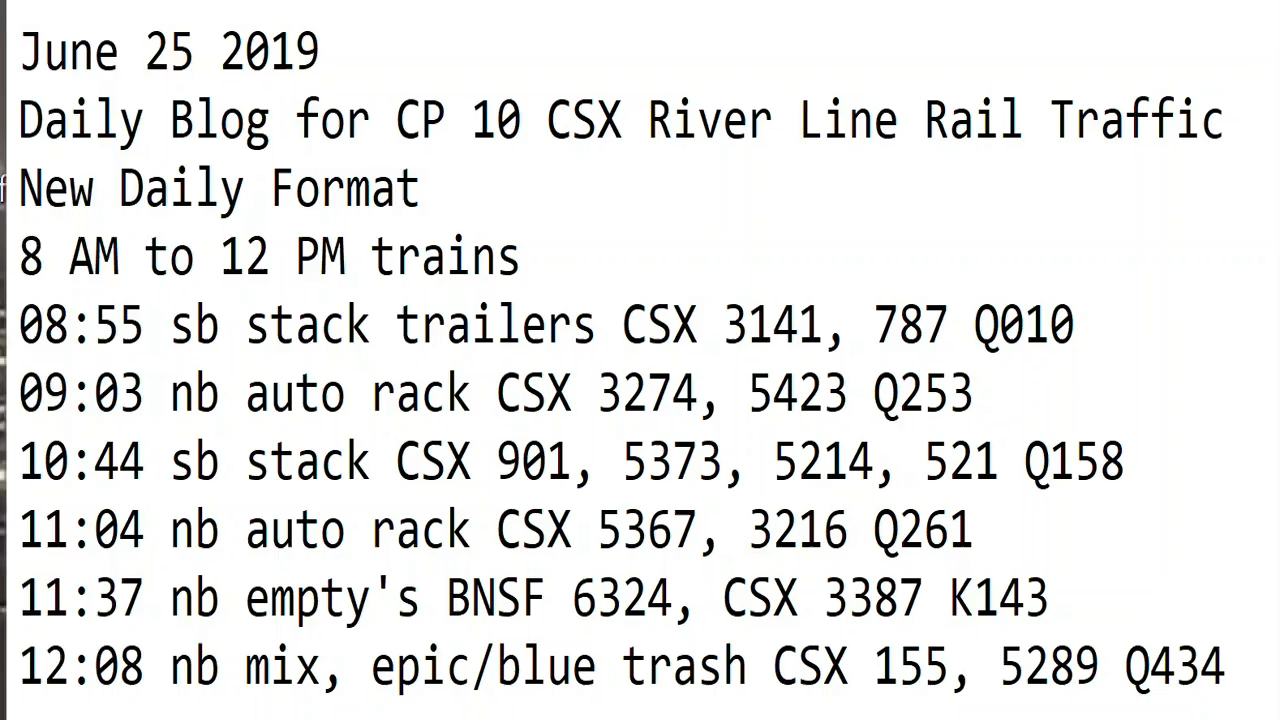 June 25 2019
Daily Blog for CP 10 CSX River Line Rail Traffic
New Daily Format
8 AM to 12 PM trains
08:55 sb stack trailers CSX 3141, 787 Q010
09:03 nb auto rack CSX 3274, 5423 Q253
10:44 sb stack CSX 901, 5373, 5214, 521 Q158
11:04 nb auto rack CSX 5367, 3216 Q261
11:37 nb empty's BNSF 6324, CSX 3387 K143
12:08 nb mix, epic/blue trash CSX 155, 5289 Q434